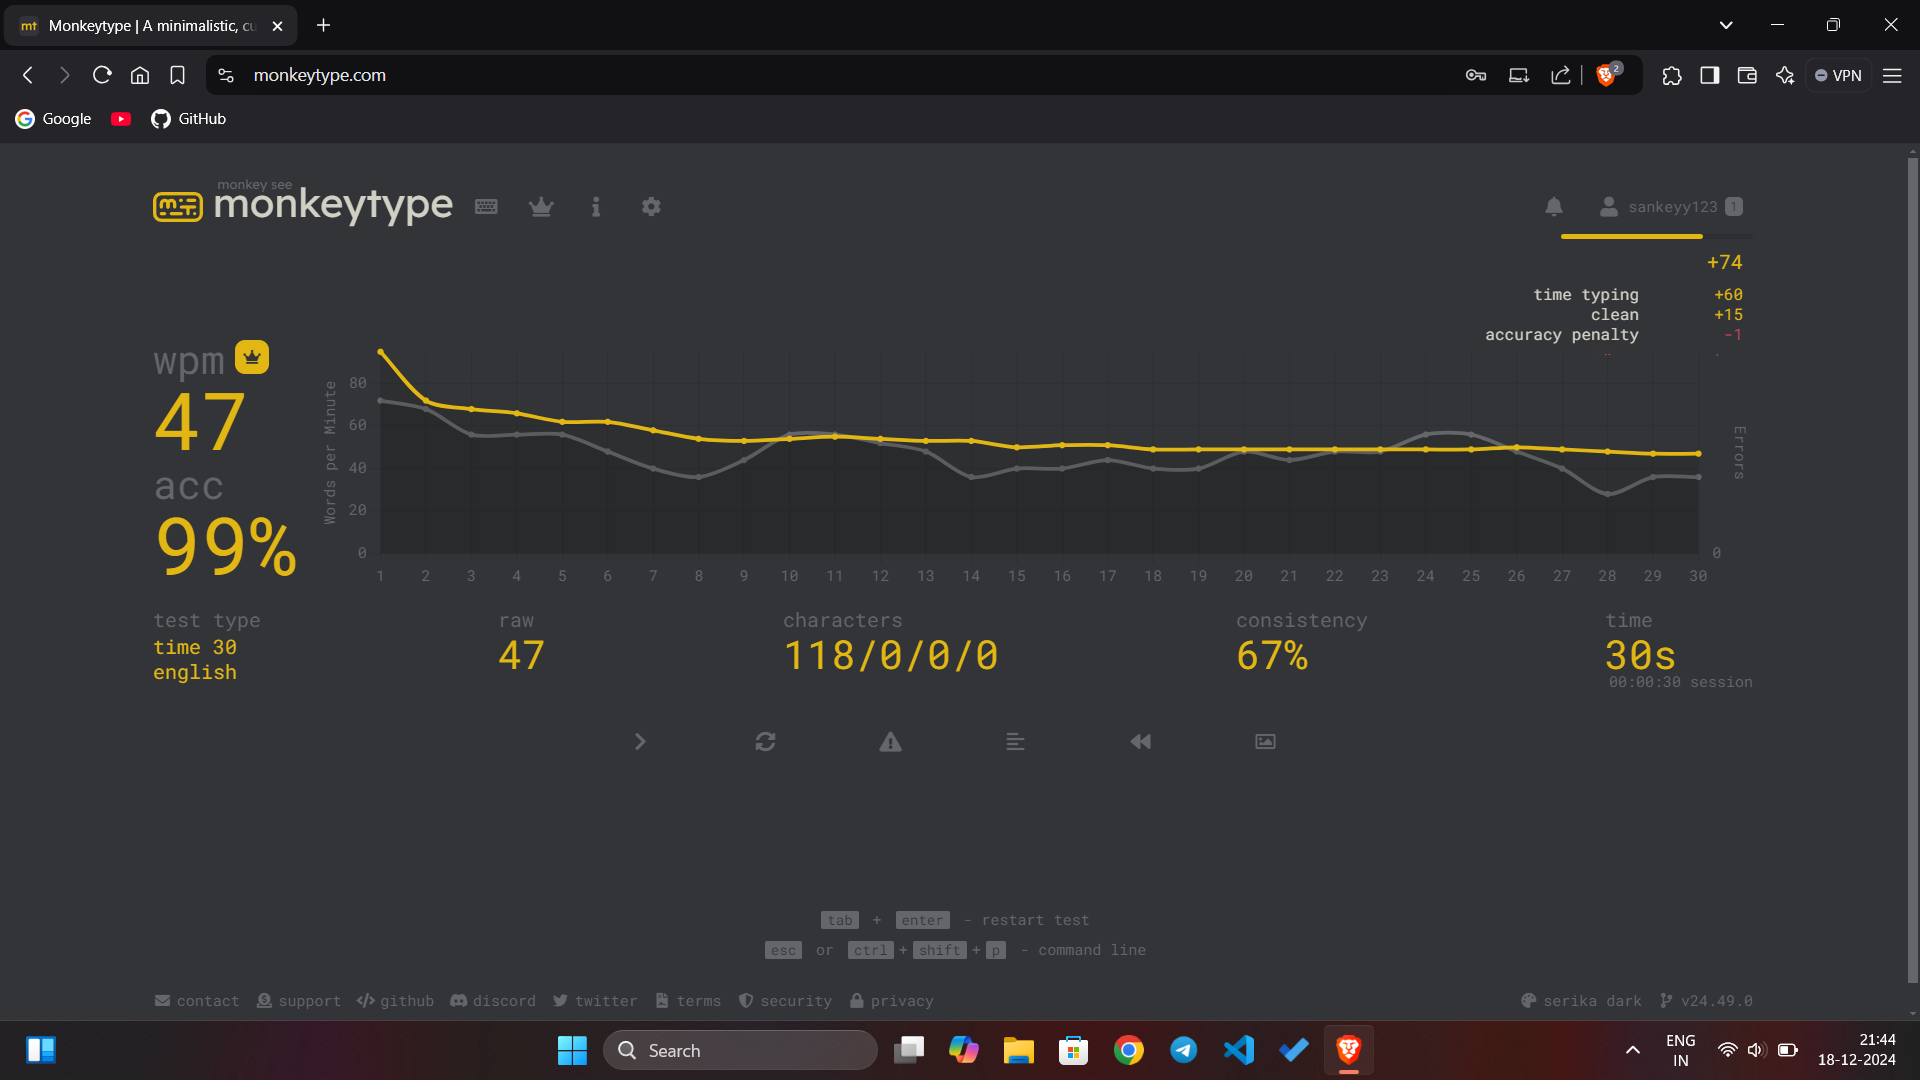 mt Monkeytype | A minimalistic, cu
monkeytype.com
2
VPN
Google
GitHub
monkey see
monkeytype
sankeyy123 1
+74
time typing +60
clean +15
accuracy penalty -1
wpm
47
acc
99%
Words per Minute
80
60
40
20
0
Errors
0
1 2 3 4 5 6 7 8 9 10 11 12 13 14 15 16 17 18 19 20 21 22 23 24 25 26 27 28 29 30
test type
time 30
english
raw
47
characters
118/0/0/0
consistency
67%
time
30s
00:00:30 session
tab + enter - restart test
esc or ctrl + shift + p - command line
contact support github discord twitter terms security privacy
serika dark v24.49.0
Search
ENG
IN
21:44
18-12-2024